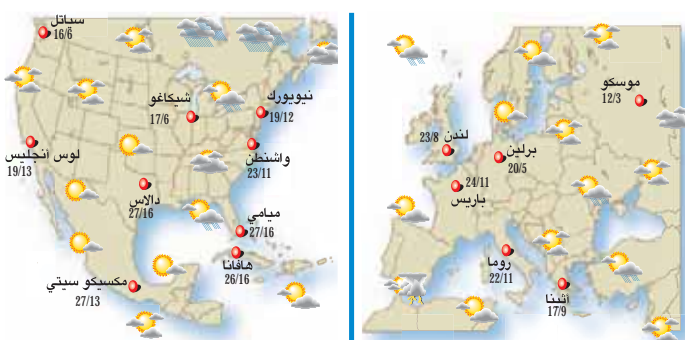 سياتل
16/6
شيكاغو
17/6
نيويورك
19/12
لوس أنجليس
19/13
واشنطن
23/11
دالاس
27/16
ميامي
27/16
هافانا
26/16
مكسيكو سيتي
27/13
موسكو
12/3
لندن
23/8
برلين
20/5
24/11
باريس
روما
22/11
أثينا
17/9